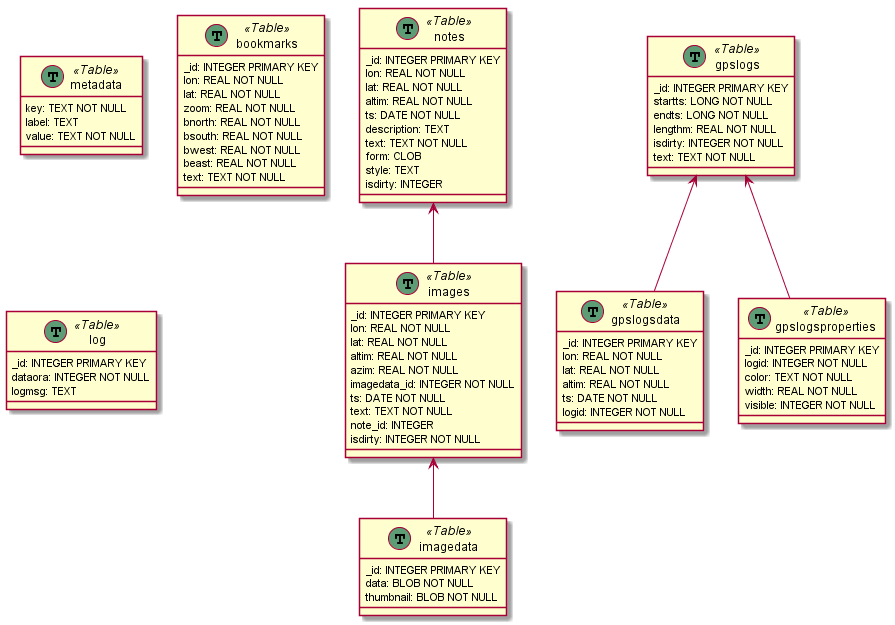 T «Table»
metadata
key: TEXT NOT NULL
label: TEXT
value: TEXT NOT NULL
T «Table»
bookmarks
_id: INTEGER PRIMARY KEY
lon: REAL NOT NULL
lat: REAL NOT NULL
zoom: REAL NOT NULL
bnorth: REAL NOT NULL
bsouth: REAL NOT NULL
bwest: REAL NOT NULL
beast: REAL NOT NULL
text: TEXT NOT NULL
T «Table»
notes
_id: INTEGER PRIMARY KEY
lon: REAL NOT NULL
lat: REAL NOT NULL
altim: REAL NOT NULL
ts: DATE NOT NULL
description: TEXT
text: TEXT NOT NULL
form: CLOB
style: TEXT
isdirty: INTEGER
T «Table»
gpslogs
_id: INTEGER PRIMARY KEY
startts: LONG NOT NULL
endts: LONG NOT NULL
lengthm: REAL NOT NULL
isdirty: INTEGER NOT NULL
text: TEXT NOT NULL
T «Table»
log
_id: INTEGER PRIMARY KEY
dataora: INTEGER NOT NULL
logmsg: TEXT
T «Table»
images
_id: INTEGER PRIMARY KEY
lon: REAL NOT NULL
lat: REAL NOT NULL
altim: REAL NOT NULL
azim: REAL NOT NULL
imagedata_id: INTEGER NOT NULL
ts: DATE NOT NULL
text: TEXT NOT NULL
note_id: INTEGER
isdirty: INTEGER NOT NULL
T «Table»
gpslogsdata
_id: INTEGER PRIMARY KEY
lon: REAL NOT NULL
lat: REAL NOT NULL
altim: REAL NOT NULL
ts: DATE NOT NULL
logid: INTEGER NOT NULL
T «Table»
gpslogsproperties
_id: INTEGER PRIMARY KEY
logid: INTEGER NOT NULL
color: TEXT NOT NULL
width: REAL NOT NULL
visible: INTEGER NOT NULL
T «Table»
imagedata
_id: INTEGER PRIMARY KEY
data: BLOB NOT NULL
thumbnail: BLOB NOT NULL